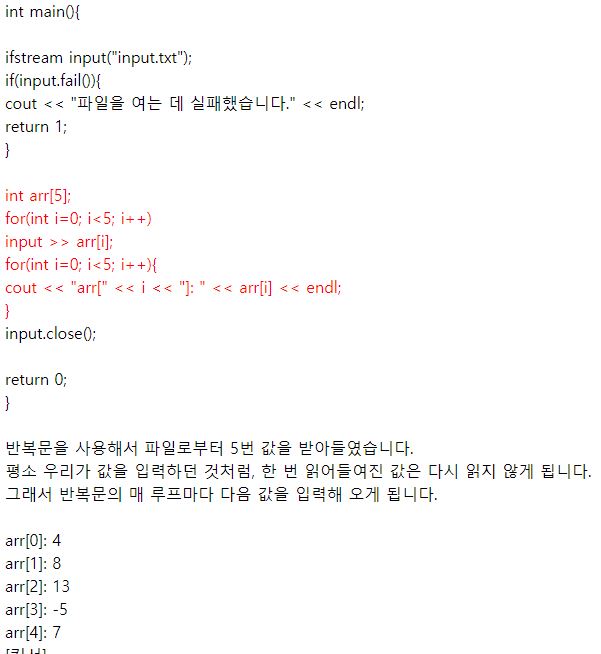 int main(){
ifstream input("input.txt");
if(input.fail()){
cout << "파일을 여는 데 실패했습니다." << endl;
return 1;
}
int arr[5];
for(int i=0; i<5; i++)
input >> arr[i];
for(int i=0; i<5; i++){
cout << "arr[" << i << "]: " << arr[i] << endl;
}
input.close();
return 0;
}
반복문을 사용해서 파일로부터 5번 값을 받아들였습니다.
평소 우리가 값을 입력하던 것처럼, 한 번 읽어들여진 값은 다시 읽지 않게 됩니다.
그래서 반복문의 매 루프마다 다음 값을 입력해 오게 됩니다.
arr[0]: 4
arr[1]: 8
arr[2]: 13
arr[3]: -5
arr[4]: 7